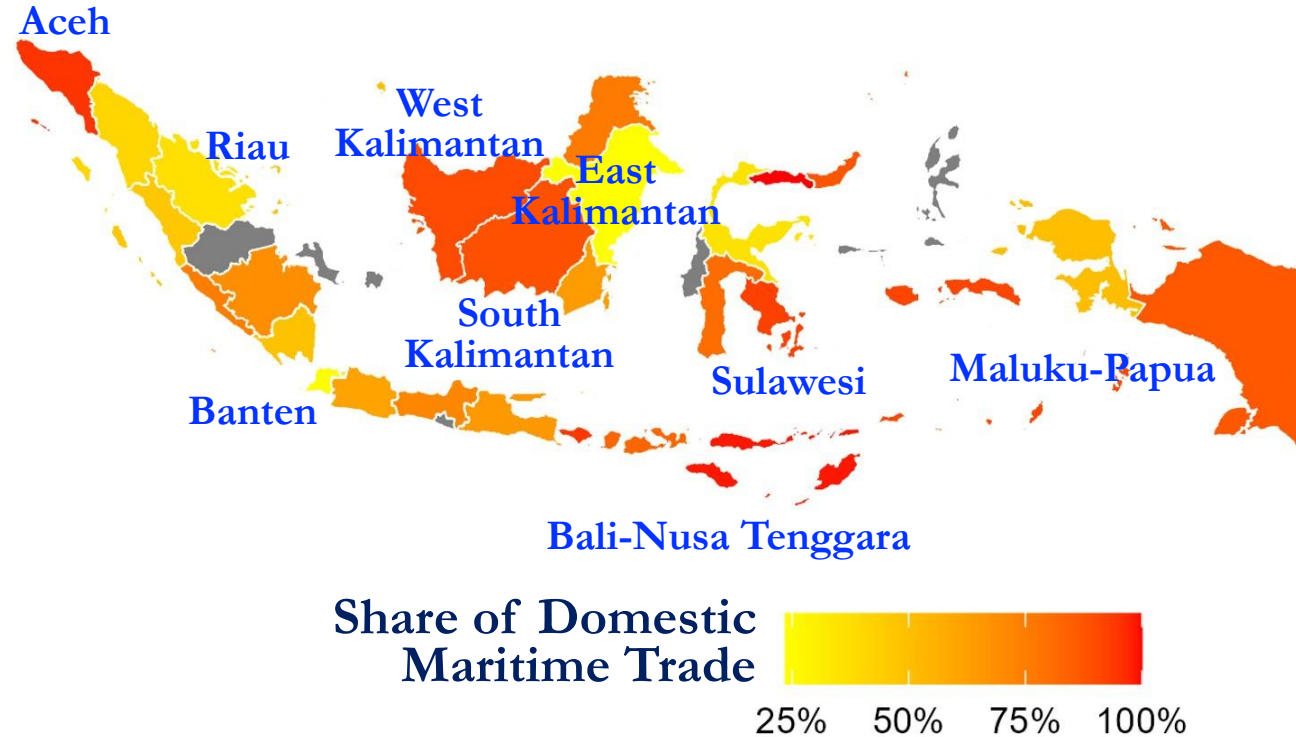 Aceh
West
Kalimantan
Riau
East
Kalimantan
South
Kalimantan
Sulawesi
Maluku-Papua
Banten
Bali-Nusa Tenggara
Share of Domestic
Maritime Trade
25% 50% 75% 100%